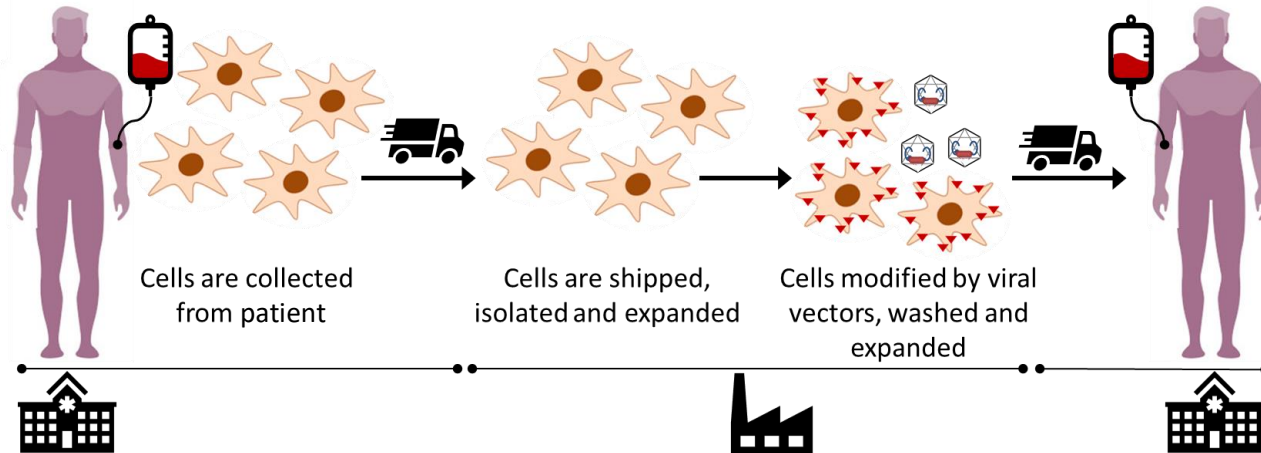 Cells are collected
from patient
Cells are shipped,
isolated and expanded
Cells modified by viral
vectors, washed and
expanded